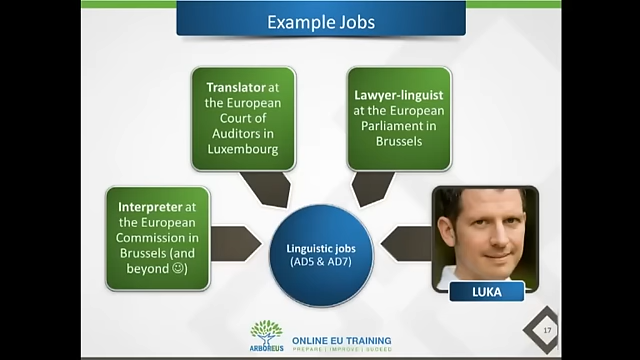 Example Jobs
Translator at
the European
Court of
Auditors in
Luxembourg
Lawyer-linguist
at the European
Parliament in
Brussels
Interpreter at
the European
Commission in
Brussels (and
beyond ☺)
Linguistic jobs
(AD5 & AD7)
LUKA
ARBOREUS
ONLINE EU TRAINING
PREPARE | IMPROVE | SUCEED
17